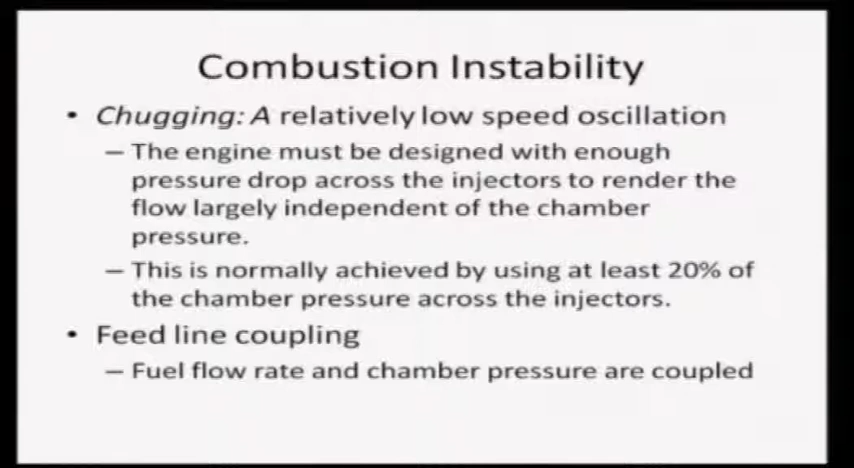 Combustion Instability
• Chugging: A relatively low speed oscillation
– The engine must be designed with enough
pressure drop across the injectors to render the
flow largely independent of the chamber
pressure.
– This is normally achieved by using at least 20% of
the chamber pressure across the injectors.
• Feed line coupling
– Fuel flow rate and chamber pressure are coupled